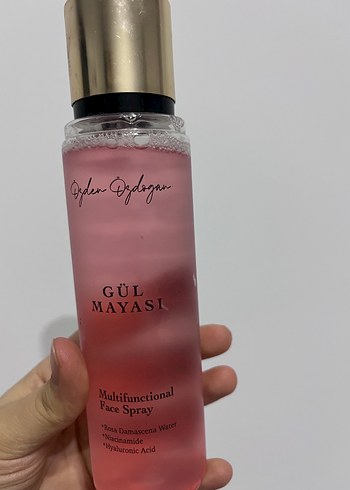 Özden Özdoğan
GÜL
MAYASI
Multifunctional
Face Spray
•Rosa Damascena Water
•Niacinamide
•Hyaluronic Acid